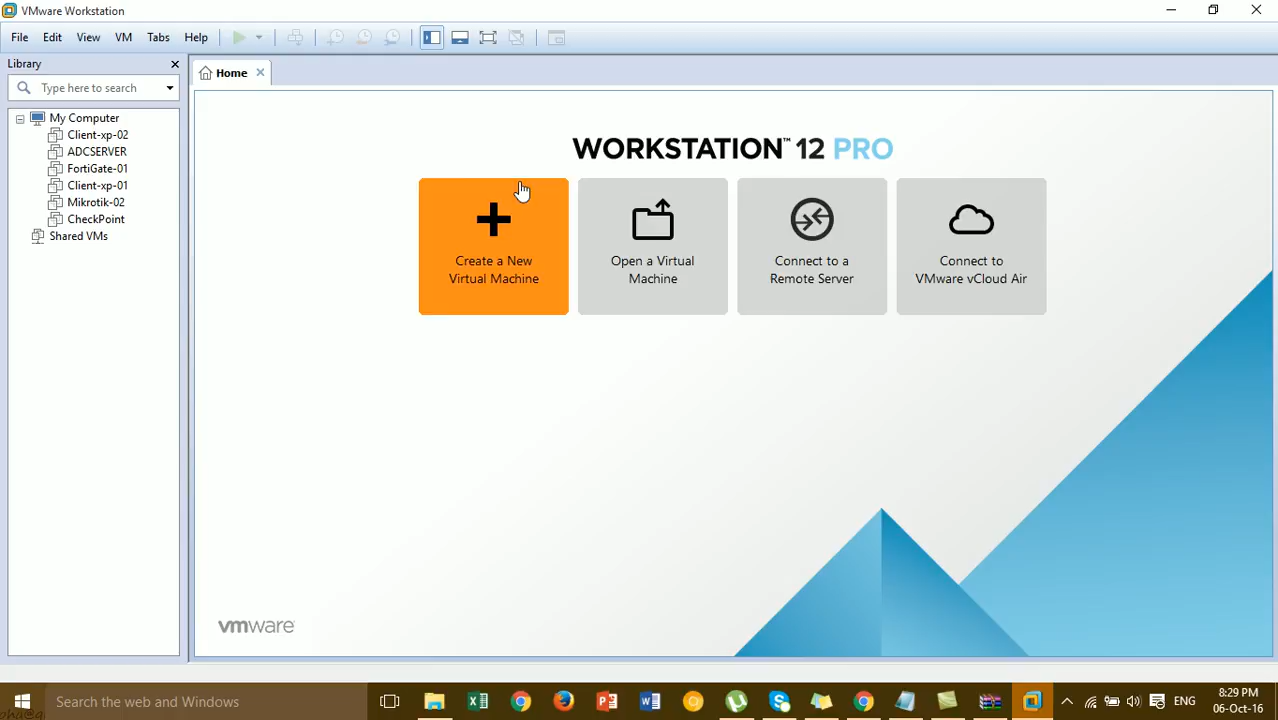 VMware Workstation
File Edit View VM Tabs Help
Library
Type here to search
My Computer
Client-xp-02
ADCSERVER
FortiGate-01
Client-xp-01
Mikrotik-02
CheckPoint
Shared VMs
Home
WORKSTATION™ 12 PRO
Create a New
Virtual Machine
Open a Virtual
Machine
Connect to a
Remote Server
Connect to
VMware vCloud Air
vmware
Search the web and Windows
ENG
8:29 PM
06-Oct-16